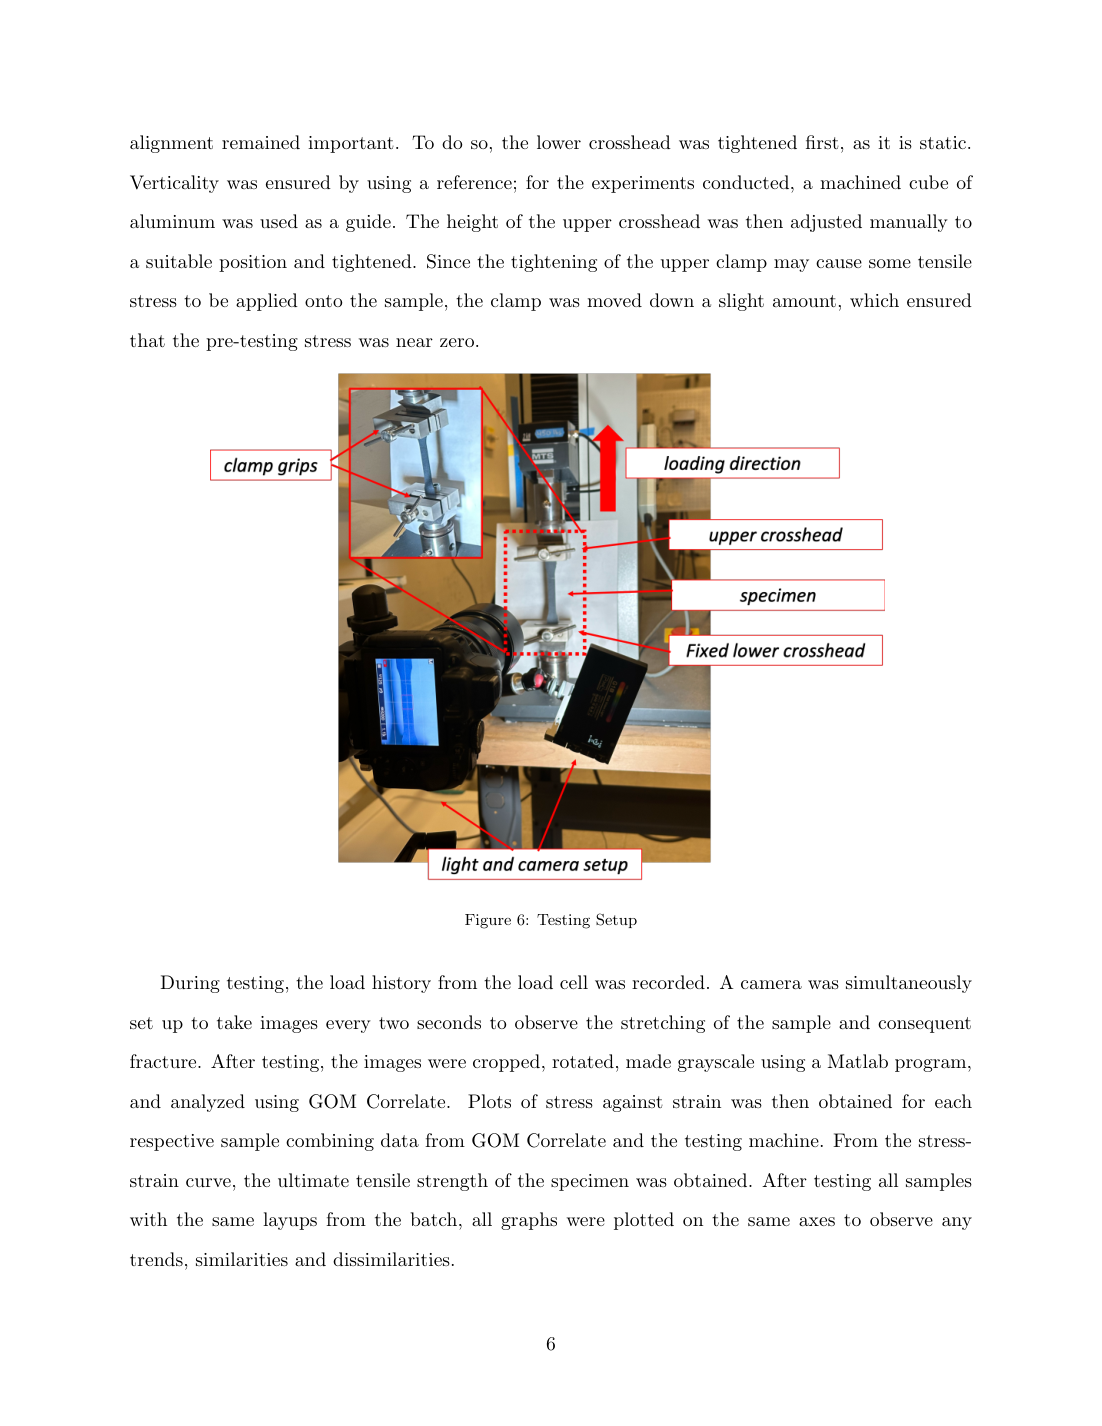 alignment remained important. To do so, the lower crosshead was tightened first, as it is static.
Verticality was ensured by using a reference; for the experiments conducted, a machined cube of
aluminum was used as a guide. The height of the upper crosshead was then adjusted manually to
a suitable position and tightened. Since the tightening of the upper clamp may cause some tensile
stress to be applied onto the sample, the clamp was moved down a slight amount, which ensured
that the pre-testing stress was near zero.
clamp grips
MTS
loading direction
upper crosshead
specimen
Fixed lower crosshead
light and camera setup
Figure 6: Testing Setup
During testing, the load history from the load cell was recorded. A camera was simultaneously
set up to take images every two seconds to observe the stretching of the sample and consequent
fracture. After testing, the images were cropped, rotated, made grayscale using a Matlab program,
and analyzed using GOM Correlate. Plots of stress against strain was then obtained for each
respective sample combining data from GOM Correlate and the testing machine. From the stress-
strain curve, the ultimate tensile strength of the specimen was obtained. After testing all samples
with the same layups from the batch, all graphs were plotted on the same axes to observe any
trends, similarities and dissimilarities.
6